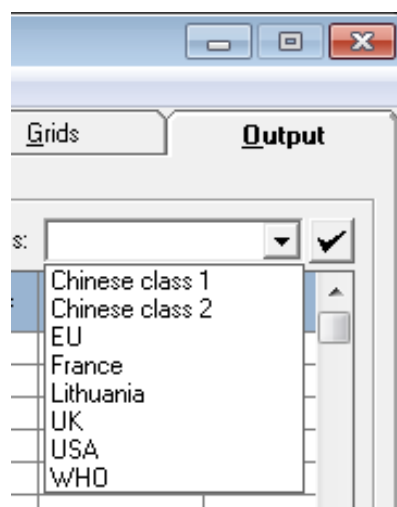 Grids
Output
s:
Chinese class 1
Chinese class 2
EU
France
Lithuania
UK
USA
WHO